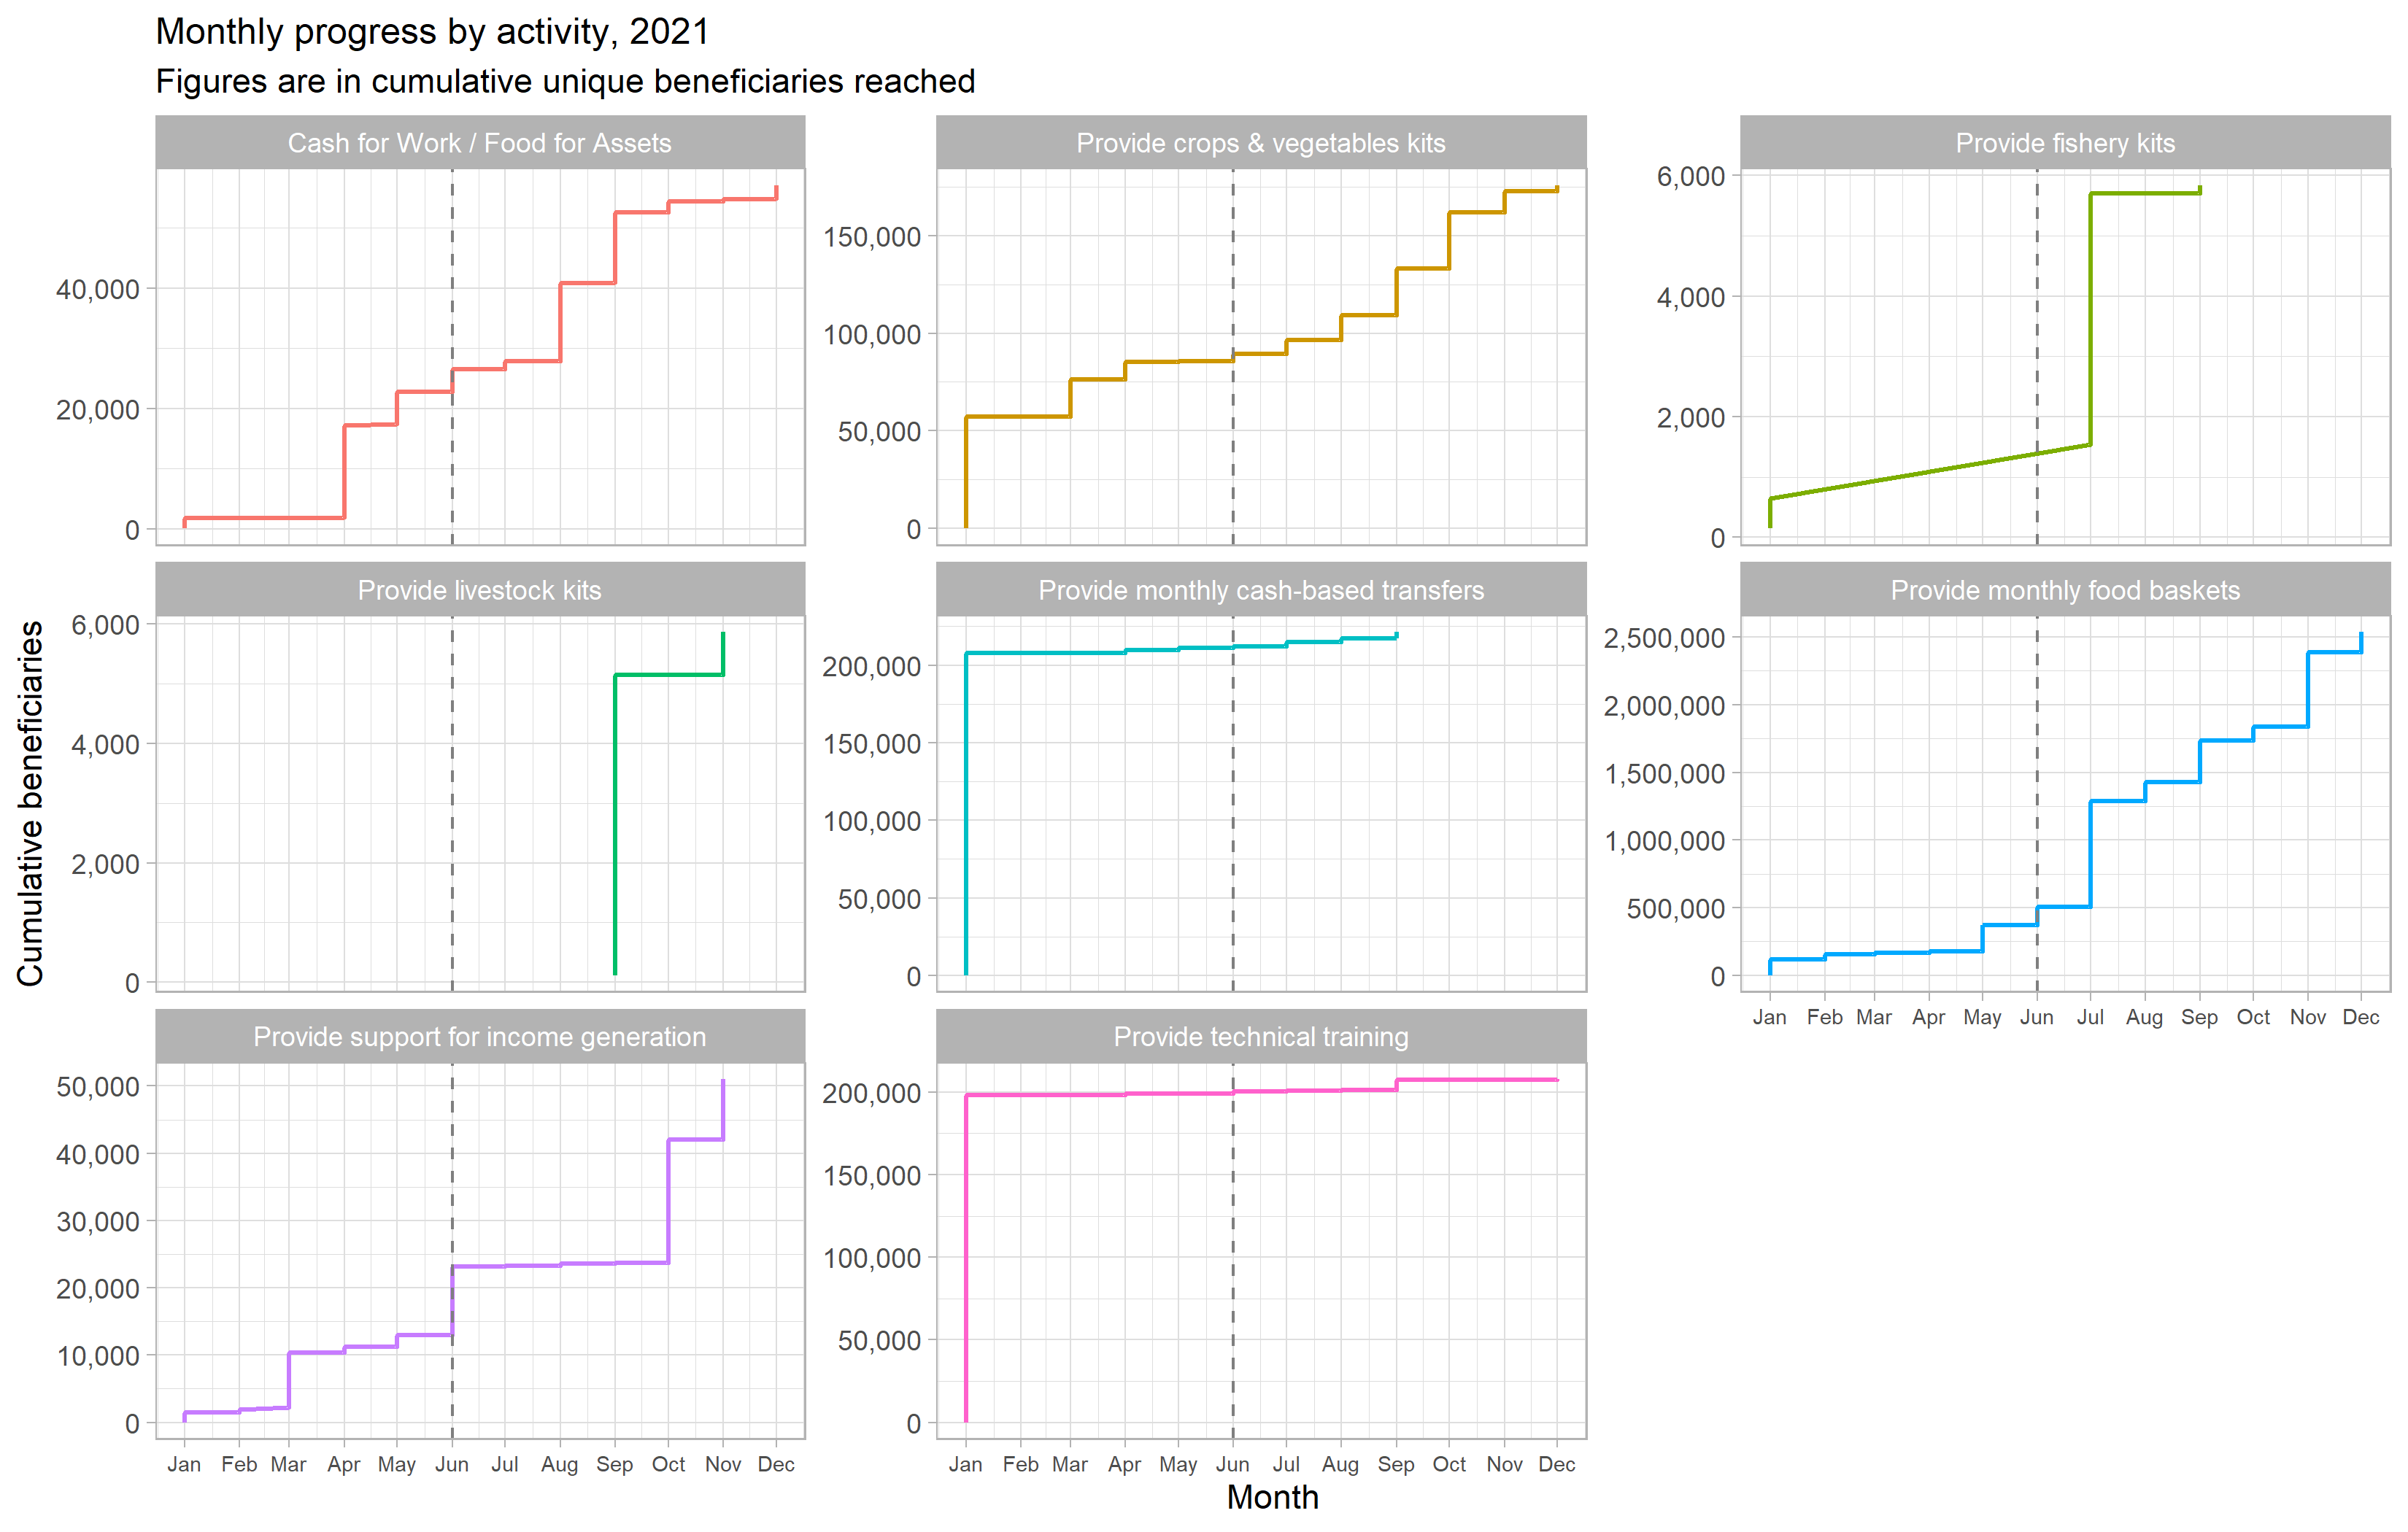 Monthly progress by activity, 2021
Figures are in cumulative unique beneficiaries reached
Cash for Work / Food for Assets
Provide crops & vegetables kits
Provide fishery kits
40,000
20,000
0
150,000
100,000
50,000
0
6,000
4,000
2,000
0
Provide livestock kits
Provide monthly cash-based transfers
Provide monthly food baskets
Cumulative beneficiaries
6,000
4,000
2,000
0
200,000
150,000
100,000
50,000
0
2,500,000
2,000,000
1,500,000
1,000,000
500,000
0
Jan Feb Mar Apr May Jun Jul Aug Sep Oct Nov Dec
Provide support for income generation
Provide technical training
50,000
40,000
30,000
20,000
10,000
0
200,000
150,000
100,000
50,000
0
Jan Feb Mar Apr May Jun Jul Aug Sep Oct Nov Dec
Jan Feb Mar Apr May Jun Jul Aug Sep Oct Nov Dec
Month